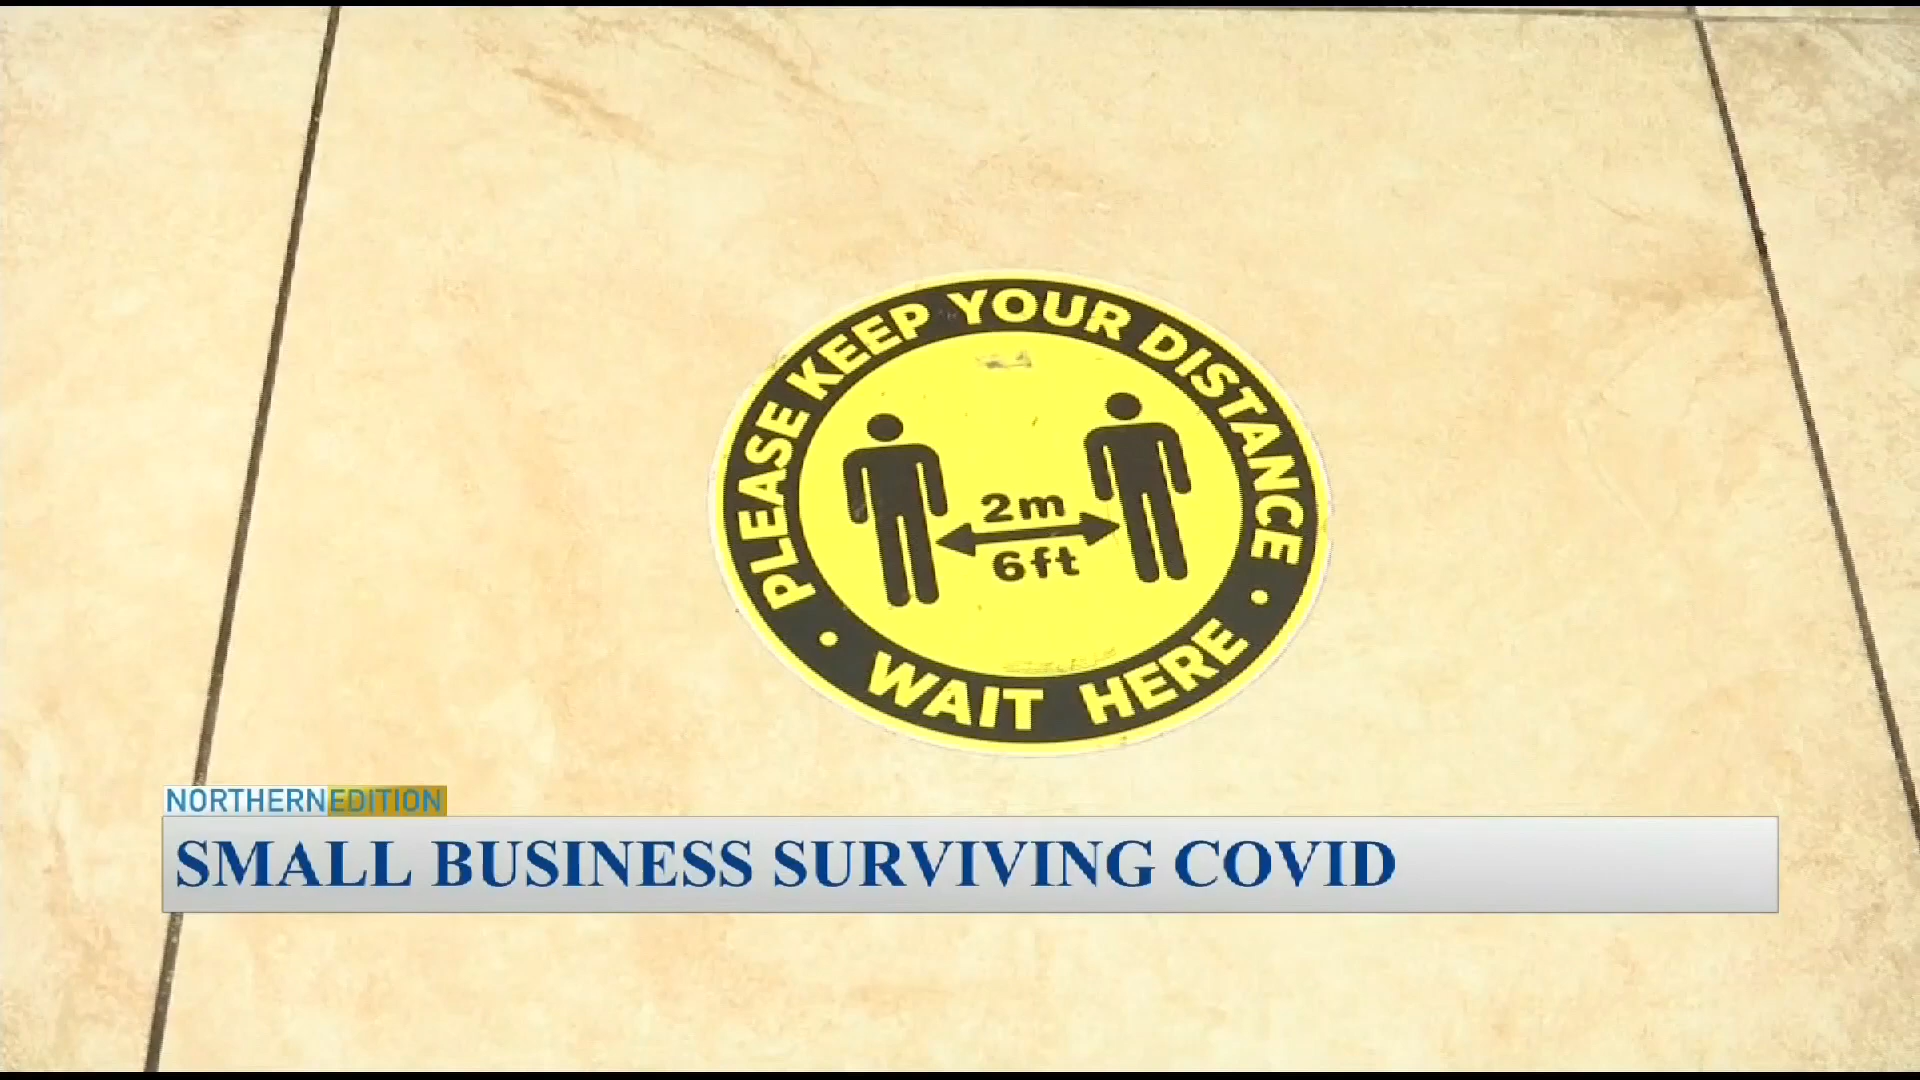 PLEASE KEEP YOUR DISTANCE
2m
6ft
• WAIT HERE •
NORTHERNEDITION
SMALL BUSINESS SURVIVING COVID